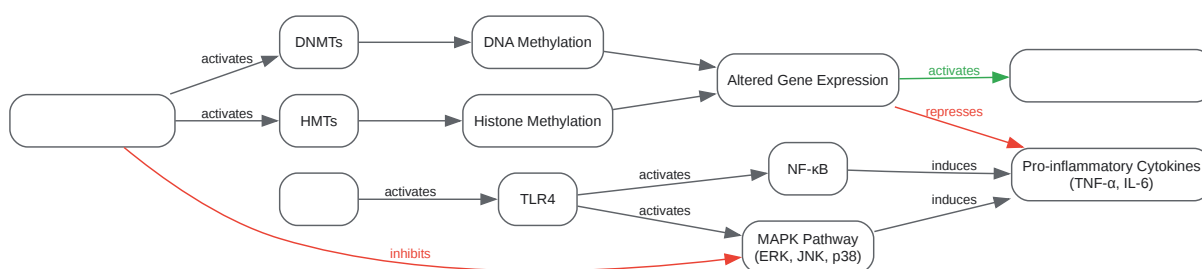 DNMTs
DNA Methylation
activates
Altered Gene Expression
activates
activates
HMTs
Histone Methylation
represses
NF-κB
induces
Pro-inflammatory Cytokines
(TNF-α, IL-6)
activates
activates
TLR4
activates
induces
MAPK Pathway
(ERK, JNK, p38)
inhibits